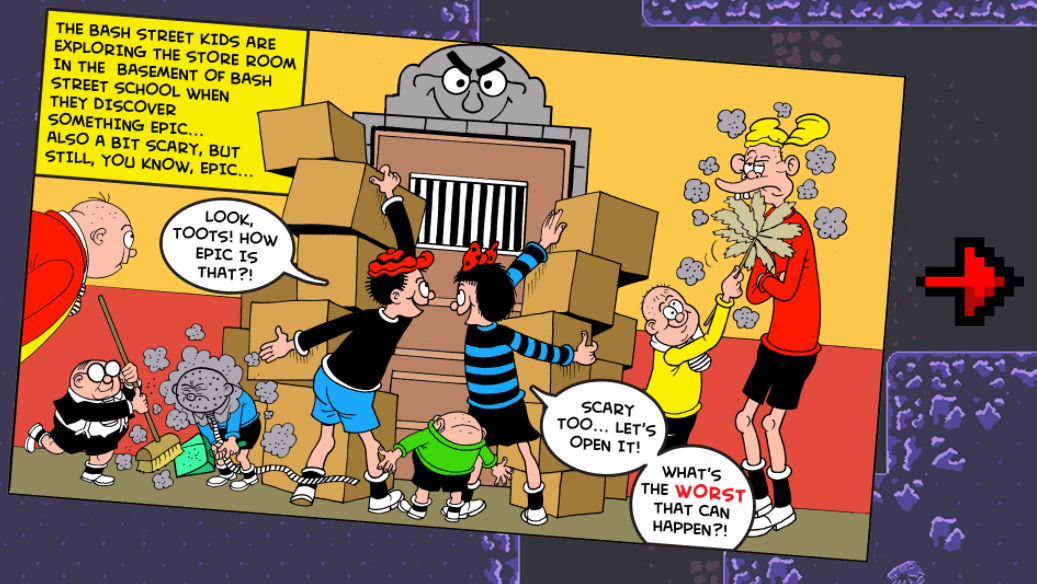 THE BASH STREET KIDS ARE
EXPLORING THE STORE ROOM
IN THE BASEMENT OF BASH
STREET SCHOOL WHEN
THEY DISCOVER
SOMETHING EPIC...
ALSO A BIT SCARY, BUT
STILL, YOU KNOW, EPIC...
LOOK,
TOOTS! HOW
EPIC IS
THAT?!
SCARY
TOO... LET'S
OPEN IT!
WHAT'S
THE WORST
THAT CAN
HAPPEN?!